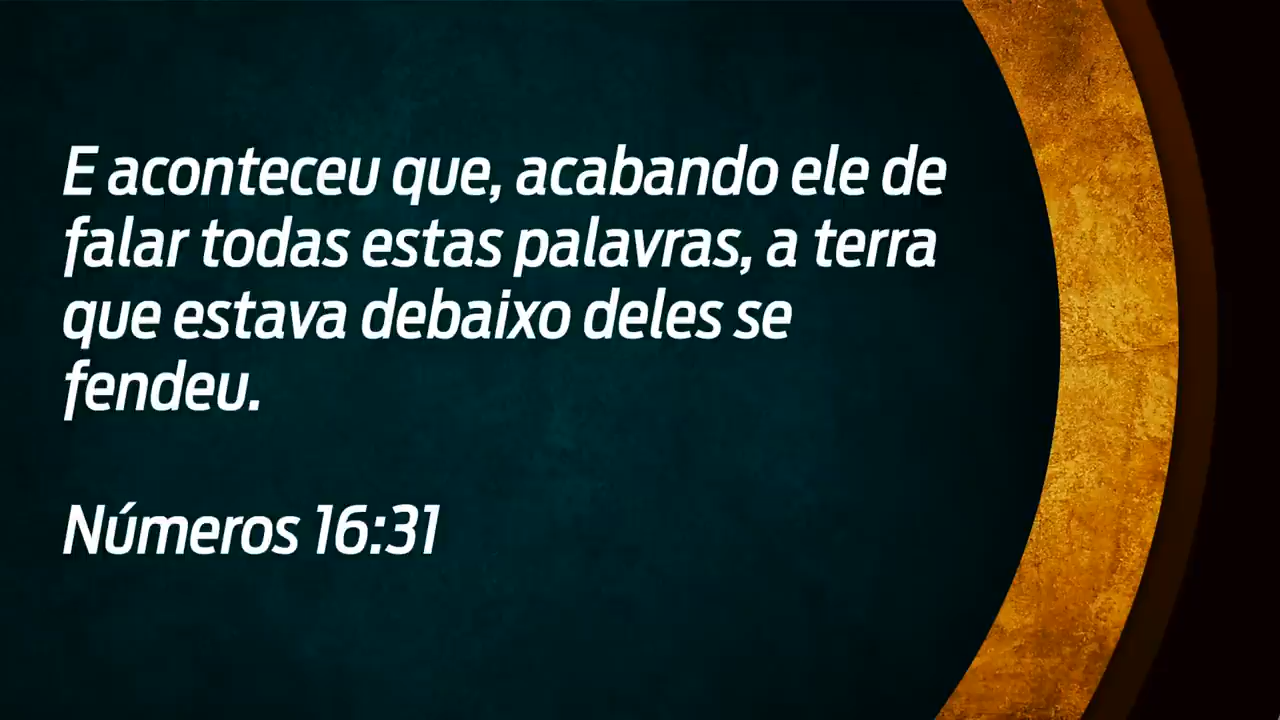 E aconteceu que, acabando ele de
falar todas estas palavras, a terra
que estava debaixo deles se
fendeu.
Números 16:31